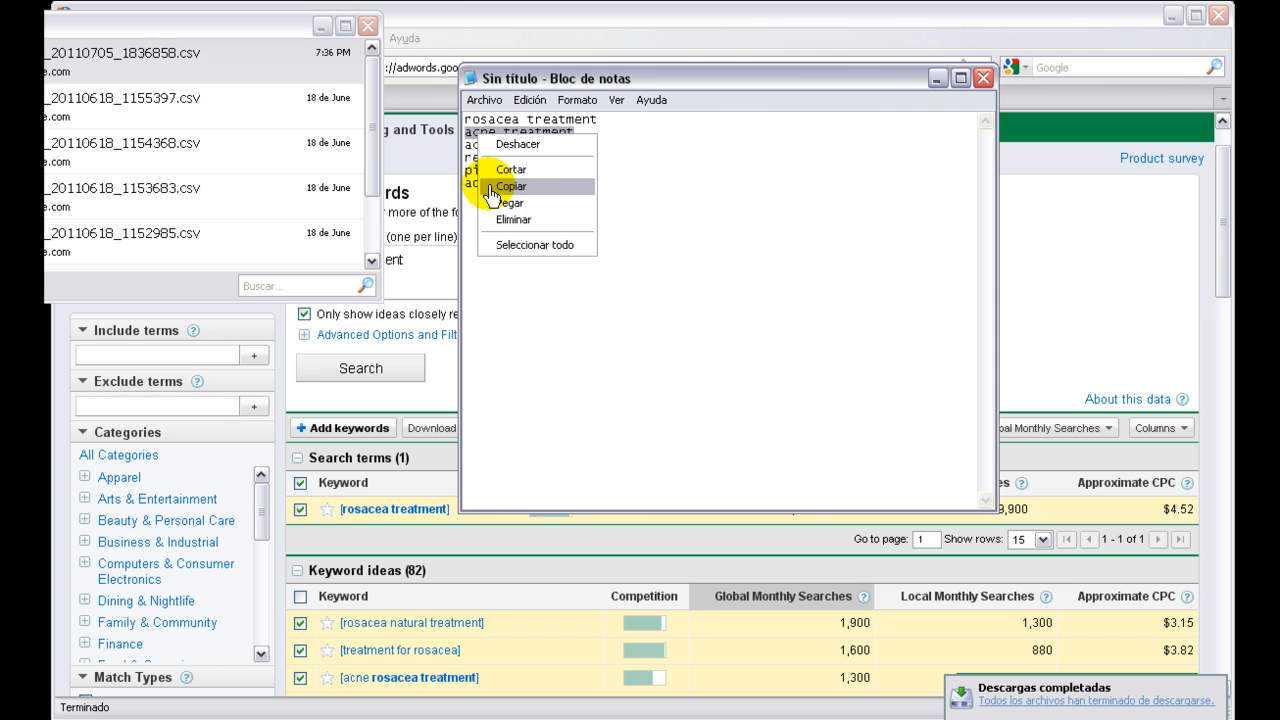 _20110705_1836858.csv
7:36 PM
e.com
_20110618_1155397.csv
18 de June
e.com
_20110618_1154368.csv
18 de June
e.com
_20110618_1153683.csv
18 de June
e.com
_20110618_1152985.csv
18 de June
e.com
Buscar...
Ayuda
://adwords.goo
Google
Sin título - Bloc de notas
Archivo Edición Formato Ver Ayuda
rosacea treatment
acne treatment
ac
re
pi
ac
Deshacer
Cortar
Copiar
egar
Eliminar
Seleccionar todo
g and Tools
Product survey
rds
more of the fo
(one per line)
ent
Only show ideas closely re
Advanced Options and Filt
Search
About this data
Include terms
+
Exclude terms
+
Categories
All Categories
Apparel
Arts & Entertainment
Beauty & Personal Care
Business & Industrial
Computers & Consumer
Electronics
Dining & Nightlife
Family & Community
Finance
Match Types
+ Add keywords
Download
bal Monthly Searches
Columns
Search terms (1)
Keyword
es
Approximate CPC
[rosacea treatment]
9,900
$4.52
Go to page: 1 Show rows: 15 1 - 1 of 1
Keyword ideas (82)
Keyword Competition Global Monthly Searches Local Monthly Searches Approximate CPC
[rosacea natural treatment] 1,900 1,300 $3.15
[treatment for rosacea] 1,600 880 $3.82
[acne rosacea treatment] 1,300
Descargas completadas
Todos los archivos han terminado de descargarse.
Terminado